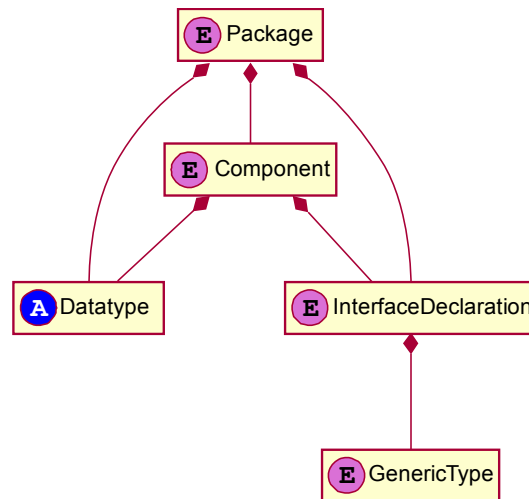 E Package
E Component
A Datatype
E InterfaceDeclaration
E GenericType